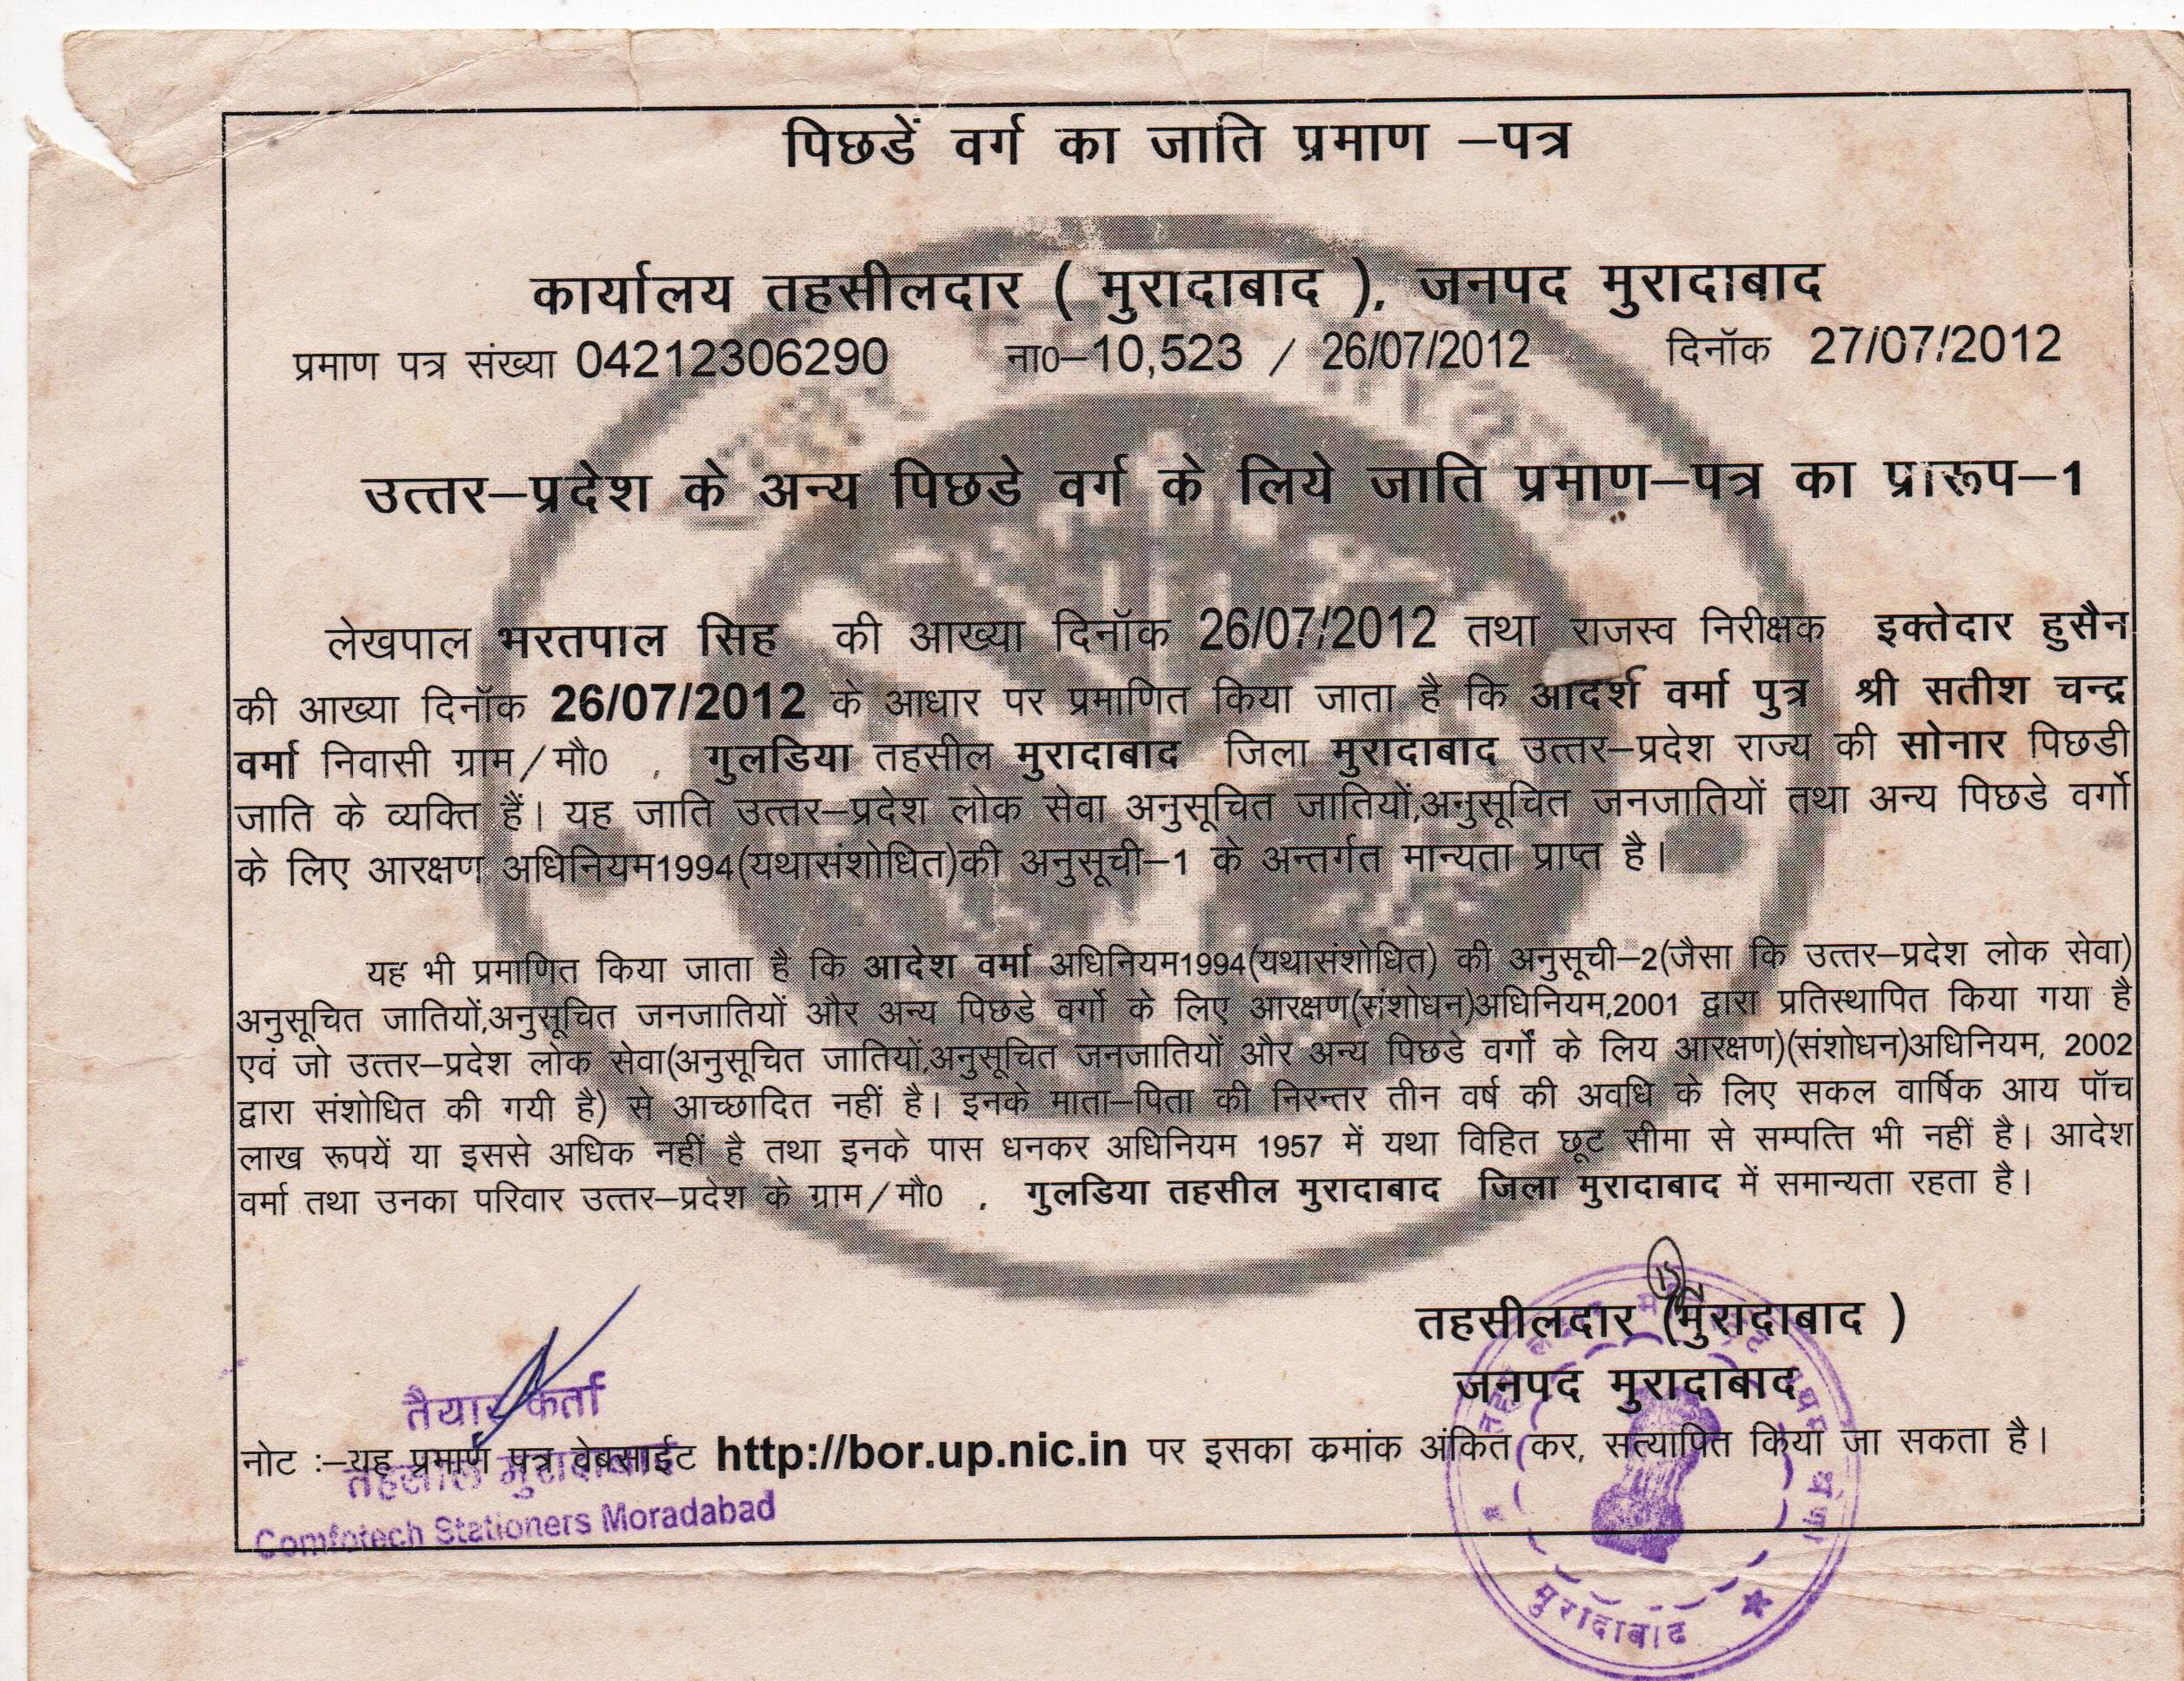 पिछडें वर्ग का जाति प्रमाण –पत्र
कार्यालय तहसीलदार ( मुरादाबाद ), जनपद मुरादाबाद
प्रमाण पत्र संख्या 04212306290 ना0–10,523 / 26/07/2012 दिनॉक 27/07/2012
उत्तर–प्रदेश के अन्य पिछडे वर्ग के लिये जाति प्रमाण–पत्र का प्रारूप–1
लेखपाल भरतपाल सिह की आख्या दिनॉक 26/07/2012 तथा राजस्व निरीक्षक इक्तेदार हुसैन
की आख्या दिनॉक 26/07/2012 के आधार पर प्रमाणित किया जाता है कि आदर्श वर्मा पुत्र श्री सतीश चन्द्र
वर्मा निवासी ग्राम/मौ0 , गुलडिया तहसील मुरादाबाद जिला मुरादाबाद उत्तर–प्रदेश राज्य की सोनार पिछडी
जाति के व्यक्ति हैं। यह जाति उत्तर–प्रदेश लोक सेवा अनुसूचित जातियों,अनुसूचित जनजातियों तथा अन्य पिछडे वर्गो
के लिए आरक्षण अधिनियम1994(यथासंशोधित)की अनुसूची–1 के अन्तर्गत मान्यता प्राप्त है।
यह भी प्रमाणित किया जाता है कि आदेश वर्मा अधिनियम1994(यथासंशोधित) की अनुसूची–2(जैसा कि उत्तर–प्रदेश लोक सेवा)
अनुसूचित जातियों,अनुसूचित जनजातियों और अन्य पिछडे वर्गो के लिए आरक्षण(संशोधन)अधिनियम,2001 द्वारा प्रतिस्थापित किया गया है
एवं जो उत्तर–प्रदेश लोक सेवा(अनुसूचित जातियों,अनुसूचित जनजातियों और अन्य पिछडे वर्गों के लिय आरक्षण)(संशोधन)अधिनियम, 2002
द्वारा संशोधित की गयी है) से आच्छादित नहीं है। इनके माता–पिता की निरन्तर तीन वर्ष की अवधि के लिए सकल वार्षिक आय पॉच
लाख रूपयें या इससे अधिक नहीं है तथा इनके पास धनकर अधिनियम 1957 में यथा विहित छूट सीमा से सम्पत्ति भी नहीं है। आदेश
वर्मा तथा उनका परिवार उत्तर–प्रदेश के ग्राम/मौ0 , गुलडिया तहसील मुरादाबाद जिला मुरादाबाद में समान्यता रहता है।
तहसीलदार (मुरादाबाद )
जनपद मुरादाबाद
तैयार कर्ता
नोट :–यह प्रमाण पत्र वेबसाईट http://bor.up.nic.in पर इसका क्रमांक अंकित कर, सत्यापित किया जा सकता है।
तहसील मुरादाबाद
Comfotech Stationers Moradabad
मुरादाबाद